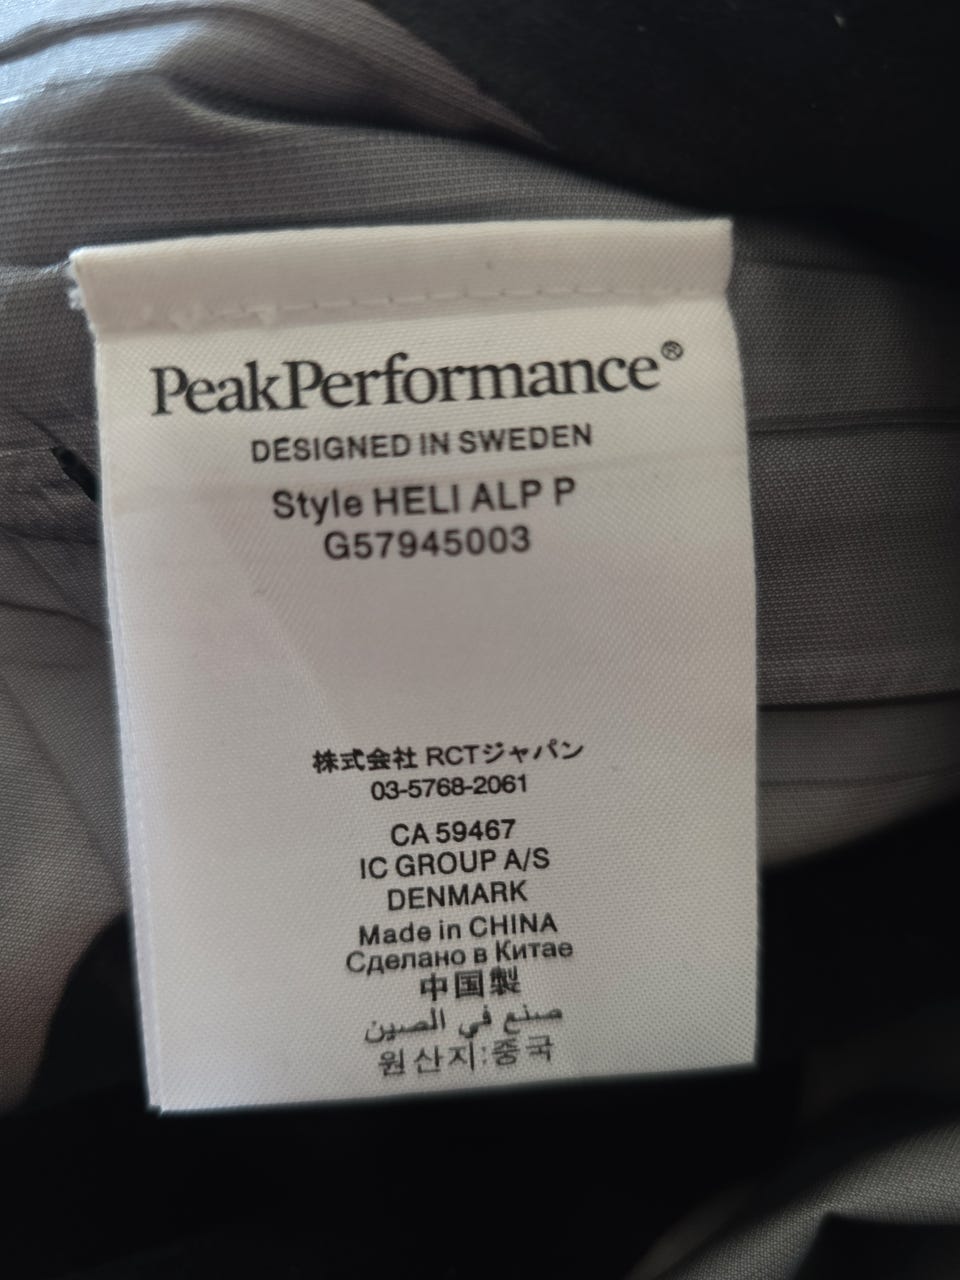 PeakPerformance®
DESIGNED IN SWEDEN
Style HELI ALP P
G57945003
株式会社 RCTジャパン
03-5768-2061
CA 59467
IC GROUP A/S
DENMARK
Made in CHINA
Сделано в Китае
中国製
صنع في الصين
원산지:중국